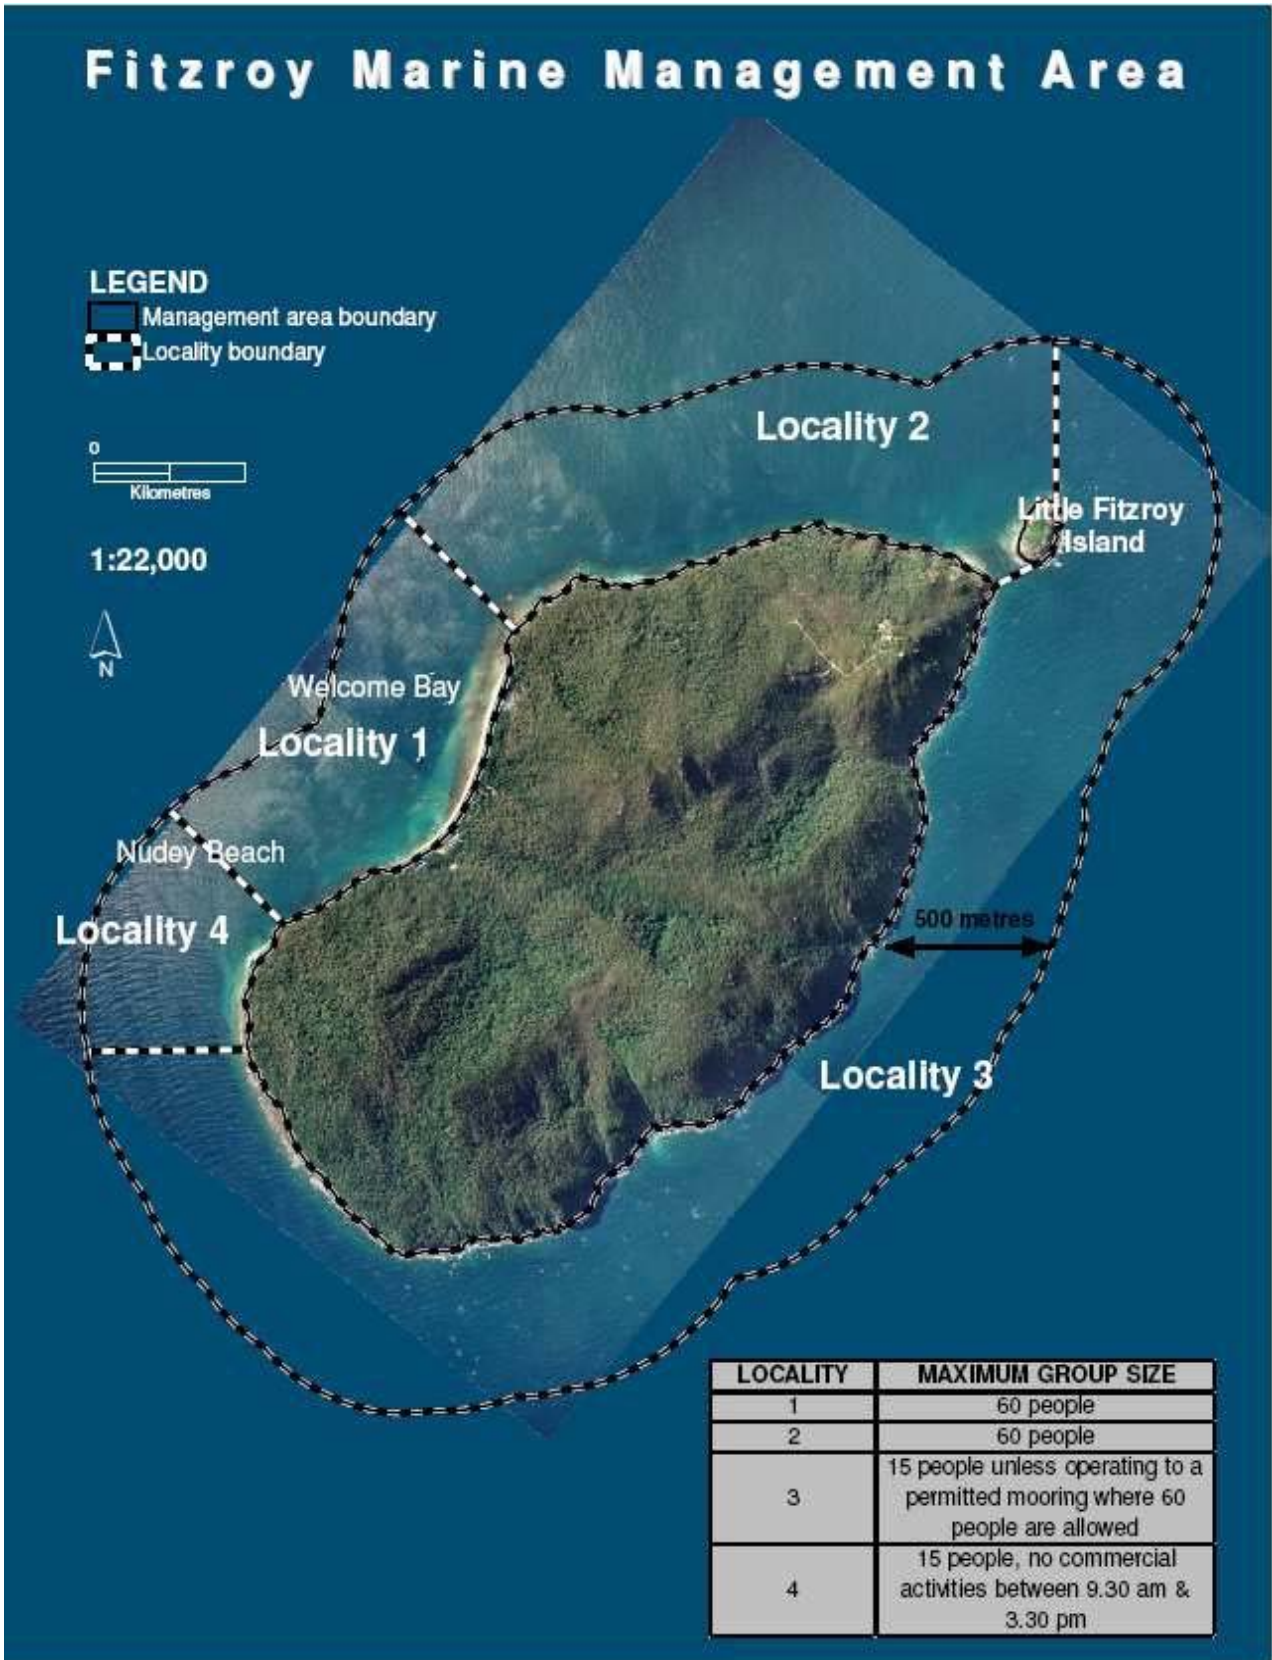 Fitzroy Marine Management Area
LEGEND
Management area boundary
Locality boundary
0
Kilometres
1:22,000
N
Locality 2
Little Fitzroy
Island
Welcome Bay
Locality 1
Nudey Beach
Locality 4
500 metres
Locality 3
LOCALITY MAXIMUM GROUP SIZE
1 60 people
2 60 people
3 15 people unless operating to a
permitted mooring where 60
people are allowed
4 15 people, no commercial
activities between 9.30 am &
3.30 pm